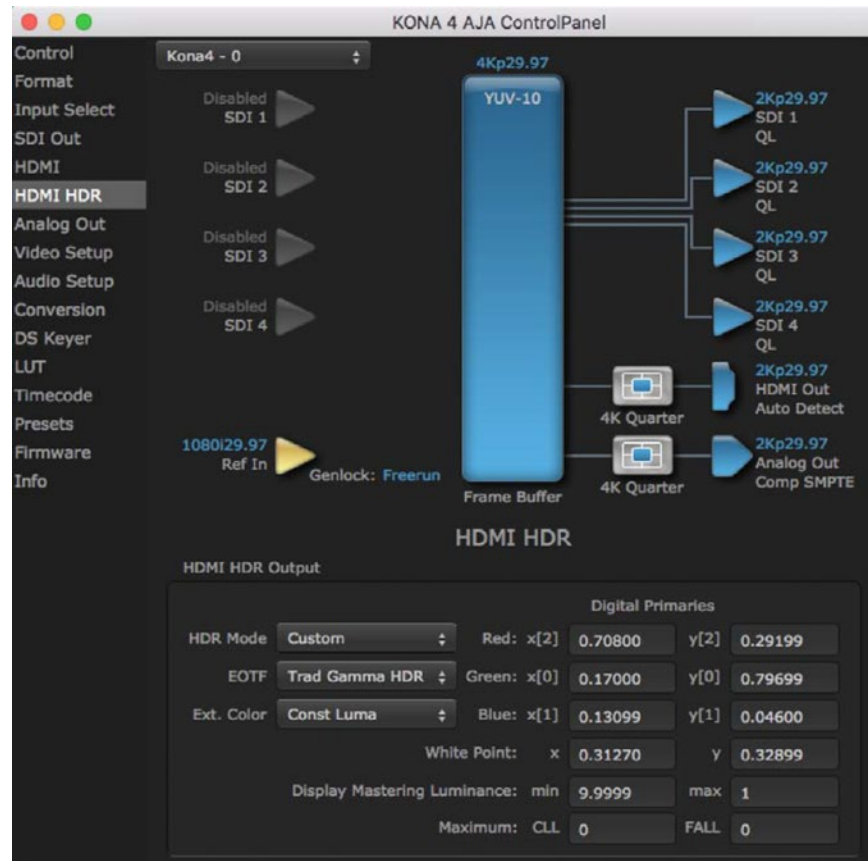 KONA 4 AJA ControlPanel
Control
Format
Input Select
SDI Out
HDMI
HDMI HDR
Analog Out
Video Setup
Audio Setup
Conversion
DS Keyer
LUT
Timecode
Presets
Firmware
Info
Kona4 - 0
Disabled
SDI 1
Disabled
SDI 2
Disabled
SDI 3
Disabled
SDI 4
1080i29.97
Ref In
Genlock: Freerun
4Kp29.97
YUV-10
Frame Buffer
2Kp29.97
SDI 1
QL
2Kp29.97
SDI 2
QL
2Kp29.97
SDI 3
QL
2Kp29.97
SDI 4
QL
4K Quarter
2Kp29.97
HDMI Out
Auto Detect
4K Quarter
2Kp29.97
Analog Out
Comp SMPTE
HDMI HDR
HDMI HDR Output
Digital Primaries
HDR Mode Custom Red: x[2] 0.70800 y[2] 0.29199
EOTF Trad Gamma HDR Green: x[0] 0.17000 y[0] 0.79699
Ext. Color Const Luma Blue: x[1] 0.13099 y[1] 0.04600
White Point: x 0.31270 y 0.32899
Display Mastering Luminance: min 9.9999 max 1
Maximum: CLL 0 FALL 0